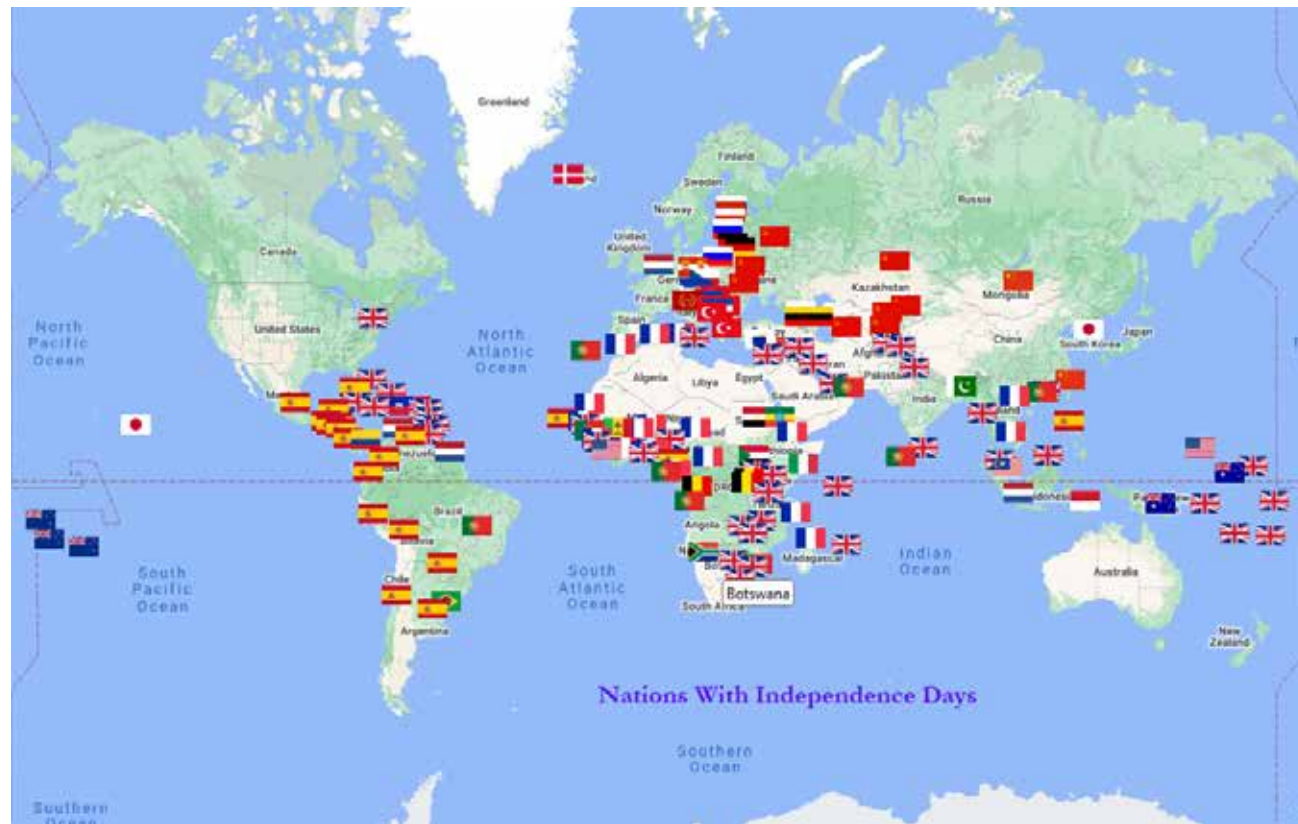 Greenland
Finland
Sweden
Norway
Russia
United
Kingdom
Canada
Kazakhstan
Mongolia
France
Spain
United States
North
Pacific
Ocean
North
Atlantic
Ocean
China
South Korea
Japan
Algeria
Libya
Egypt
Saudi Arabia
Pakistan
India
Brazil
Angola
Madagascar
Indian
Ocean
South
Pacific
Ocean
South
Atlantic
Ocean
Chile
Botswana
South Africa
Argentina
Australia
New
Zealand
Nations With Independence Days
Southern
Ocean
Southern
Ocean